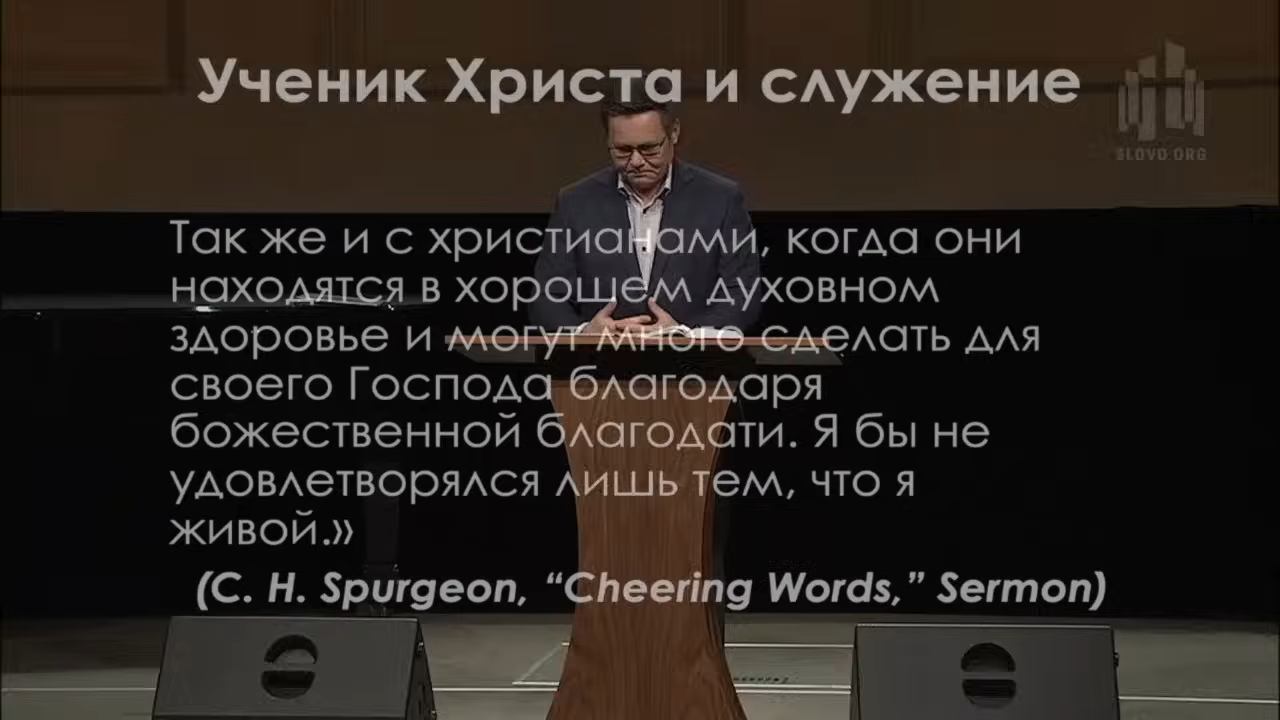 Ученик Христа и служение
SLOVO.ORG
Так же и с христианами, когда они
находятся в хорошем духовном
здоровье и могут много сделать для
своего Господа благодаря
божественной благодати. Я бы не
удовлетворялся лишь тем, что я
живой.»
(C. H. Spurgeon, “Cheering Words,” Sermon)